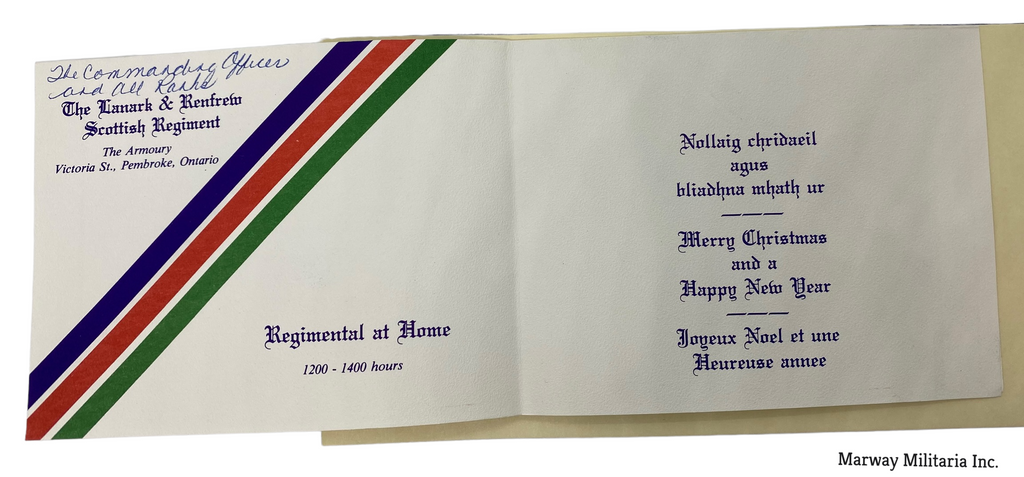 The Commanding Officer
and All Ranks
The Lanark & Renfrew
Scottish Regiment
The Armoury
Victoria St., Pembroke, Ontario
Regimental at Home
1200 - 1400 hours
Nollaig chridaeil
agus
bliadhna mhath ur
Merry Christmas
and a
Happy New Year
Joyeux Noel et une
Heureuse annee
Marway Militaria Inc.